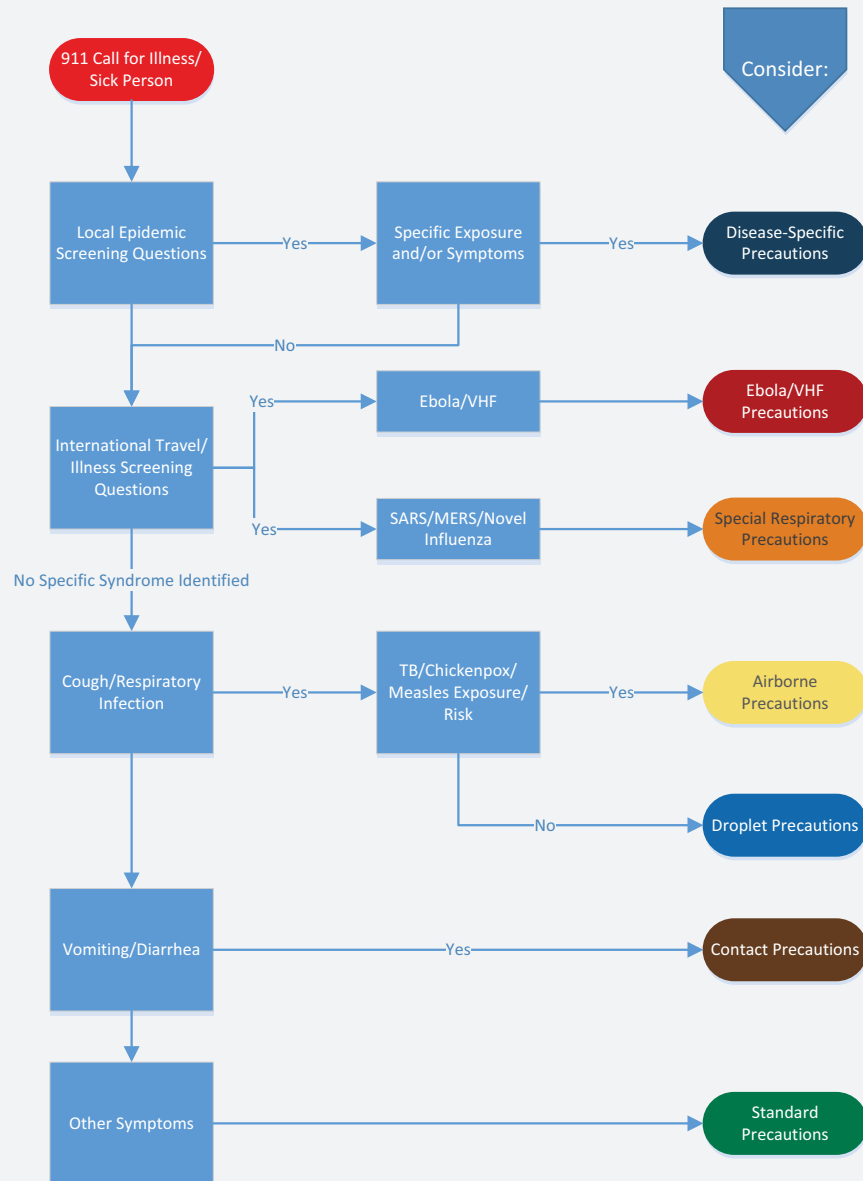 911 Call for Illness/
Sick Person
Consider:
Local Epidemic
Screening Questions
Yes
Specific Exposure
and/or Symptoms
Yes
Disease-Specific
Precautions
No
International Travel/
Illness Screening
Questions
Yes
Ebola/VHF
Ebola/VHF
Precautions
Yes
SARS/MERS/Novel
Influenza
Special Respiratory
Precautions
No Specific Syndrome Identified
Cough/Respiratory
Infection
Yes
TB/Chickenpox/
Measles Exposure/
Risk
Yes
Airborne
Precautions
No
Droplet Precautions
Vomiting/Diarrhea
Yes
Contact Precautions
Other Symptoms
Standard
Precautions